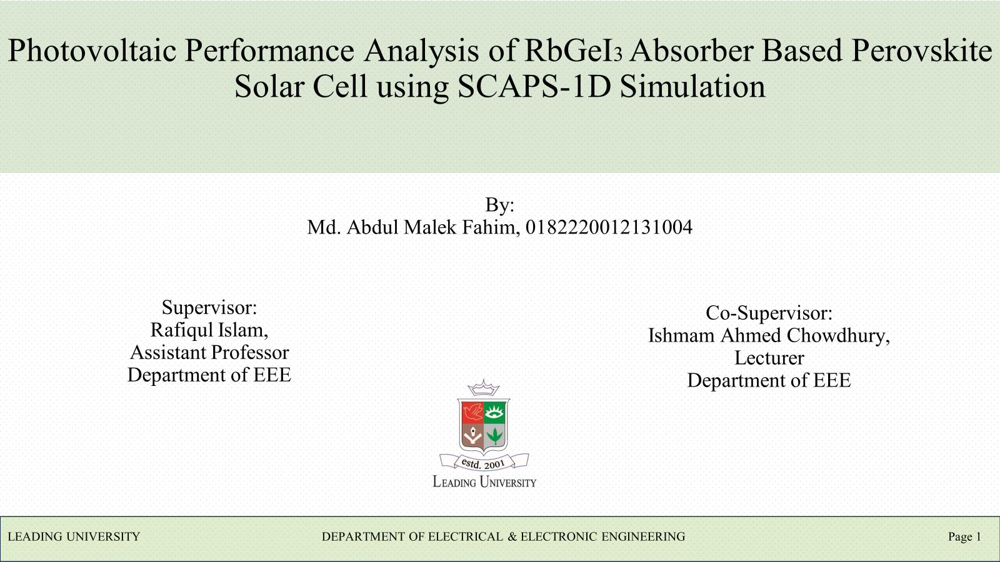 Photovoltaic Performance Analysis of RbGeI3 Absorber Based Perovskite
Solar Cell using SCAPS-1D Simulation
By:
Md. Abdul Malek Fahim, 0182220012131004
Supervisor:
Rafiqul Islam,
Assistant Professor
Department of EEE
Co-Supervisor:
Ishmam Ahmed Chowdhury,
Lecturer
Department of EEE
estd. 2001
LEADING UNIVERSITY
LEADING UNIVERSITY
DEPARTMENT OF ELECTRICAL & ELECTRONIC ENGINEERING
Page 1